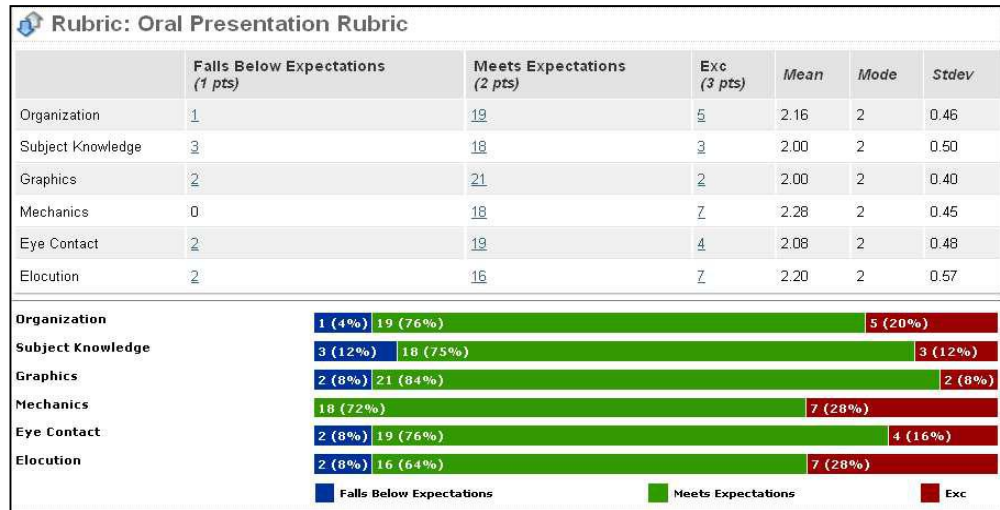 Rubric: Oral Presentation Rubric
Falls Below Expectations Meets Expectations Exc Mean Mode Stdev
(1 pts) (2 pts) (3 pts)
Organization 1 19 5 2.16 2 0.46
Subject Knowledge 3 18 3 2.00 2 0.50
Graphics 2 21 2 2.00 2 0.40
Mechanics 0 18 7 2.28 2 0.45
Eye Contact 2 19 4 2.08 2 0.48
Elocution 2 16 7 2.20 2 0.57
Organization 1 (4%) 19 (76%) 5 (20%)
Subject Knowledge 3 (12%) 18 (75%) 3 (12%)
Graphics 2 (8%) 21 (84%) 2 (8%)
Mechanics 18 (72%) 7 (28%)
Eye Contact 2 (8%) 19 (76%) 4 (16%)
Elocution 2 (8%) 16 (64%) 7 (28%)
Falls Below Expectations Meets Expectations Exc